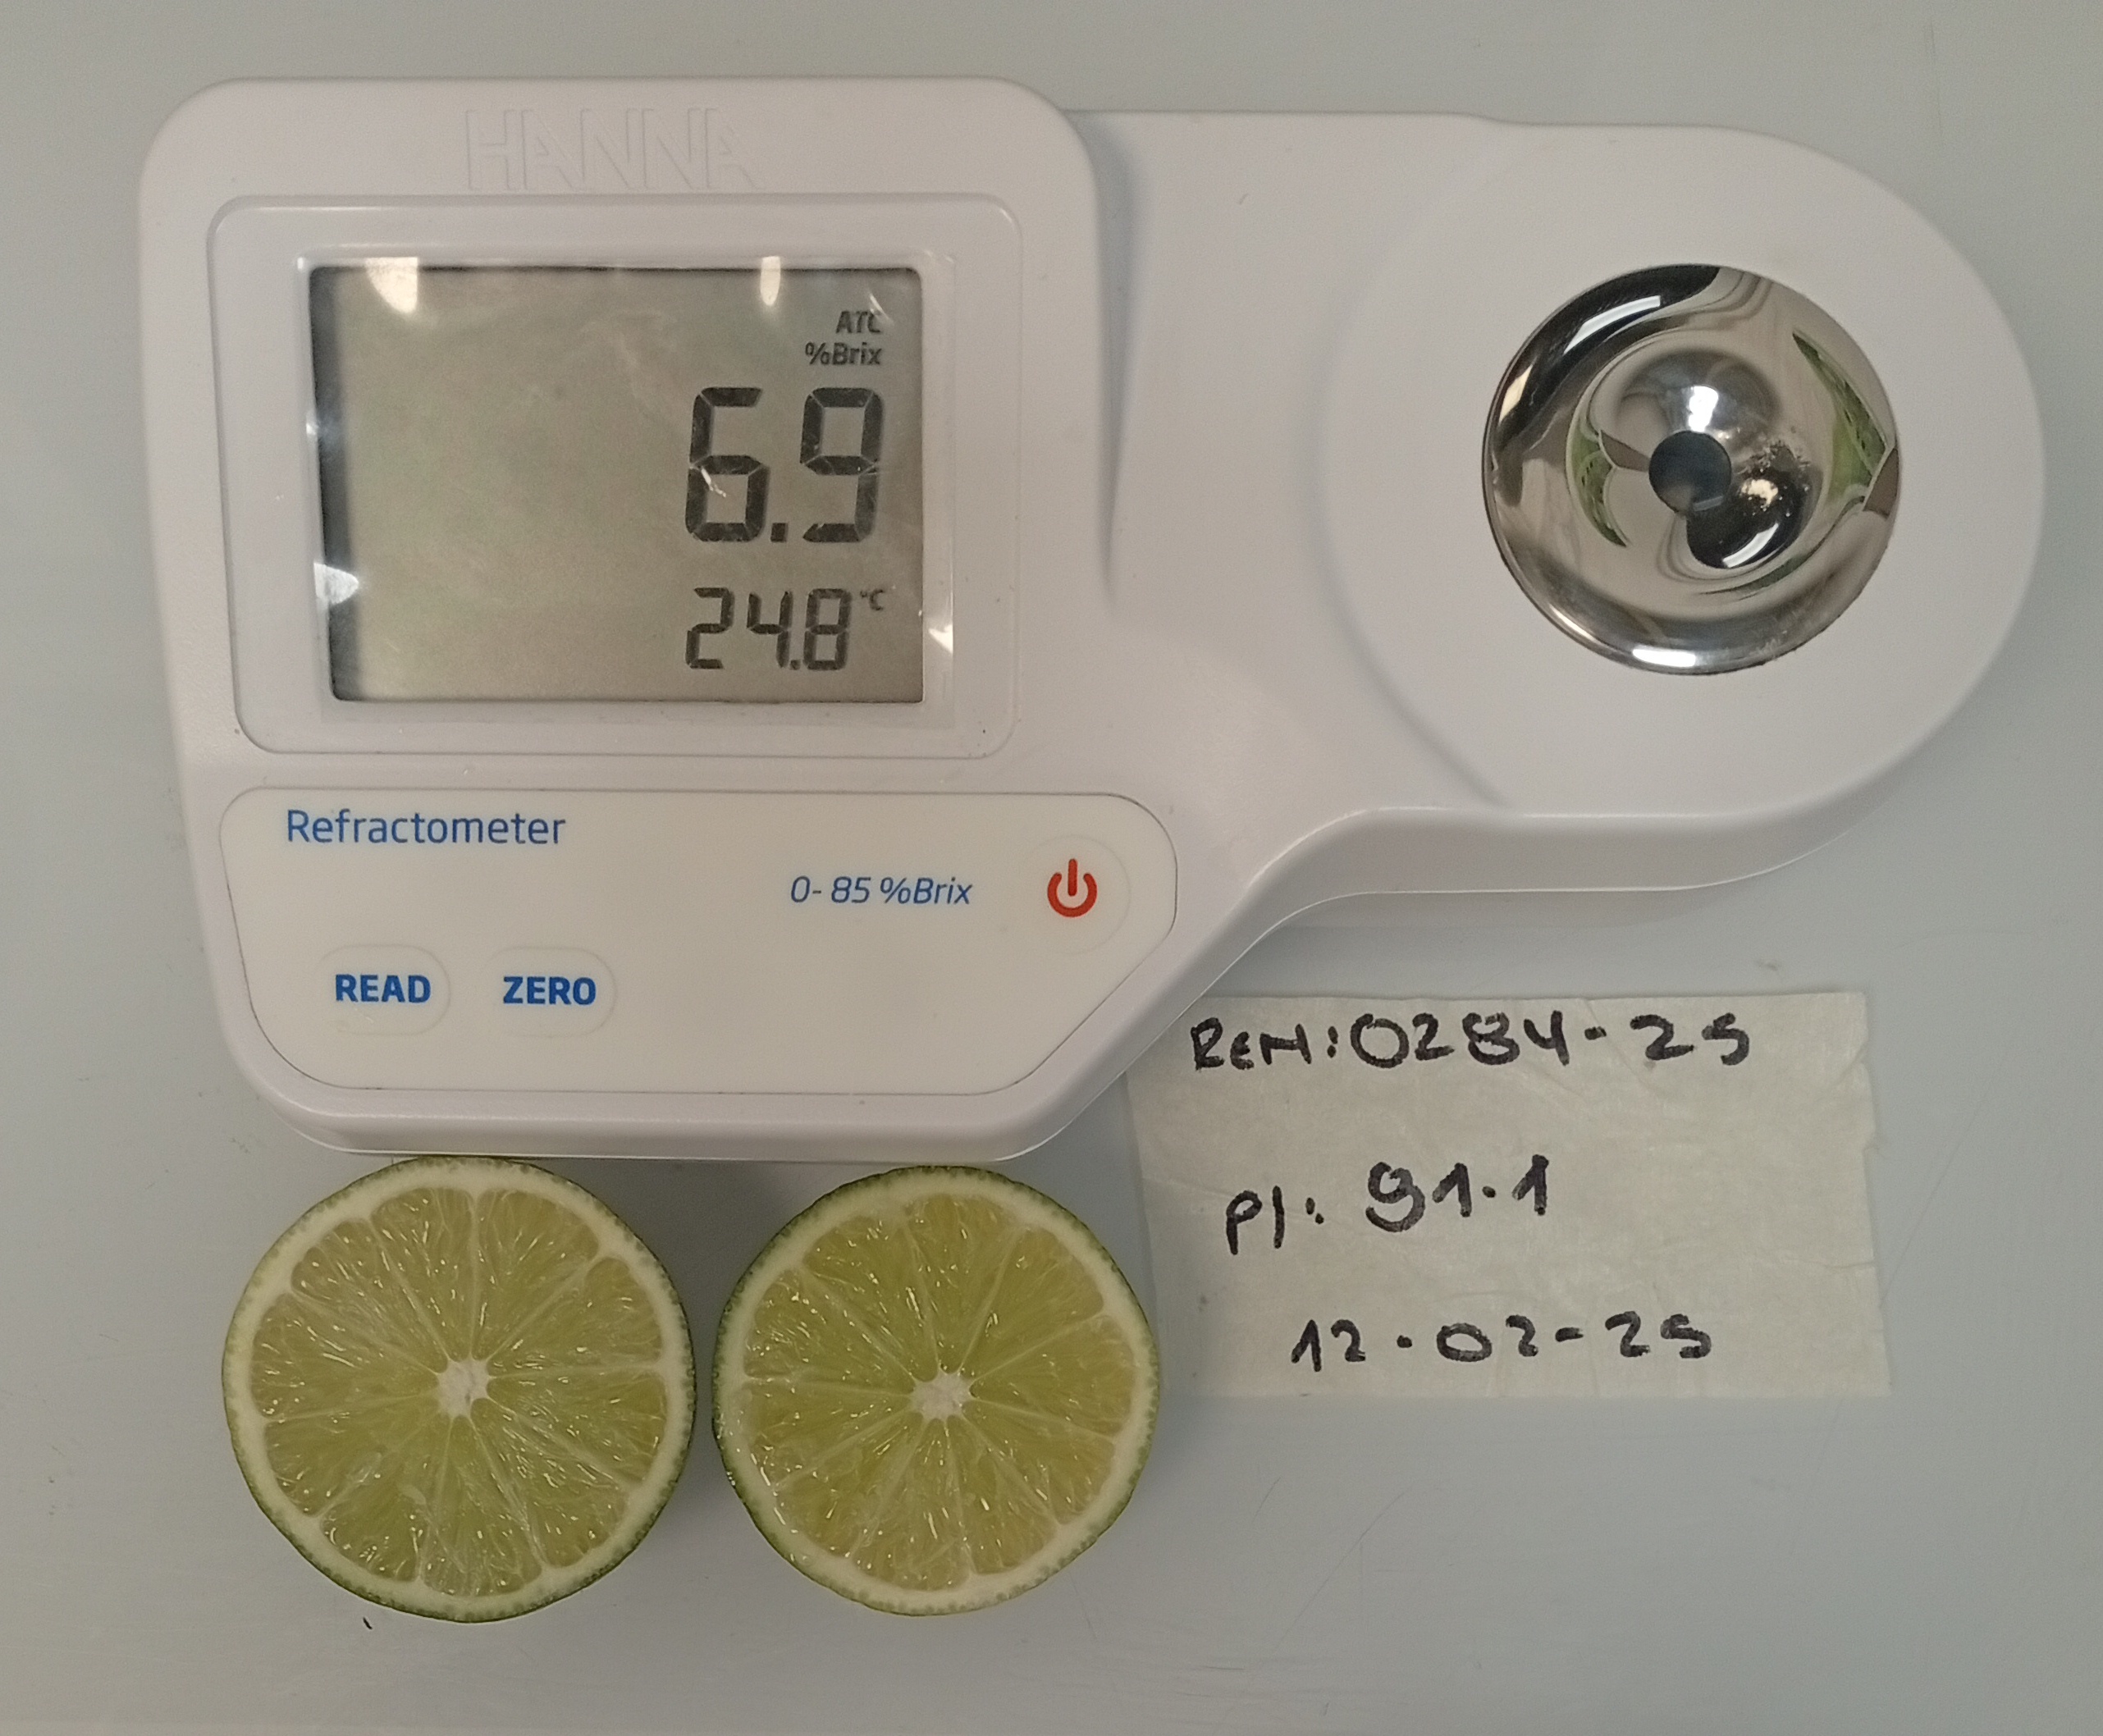 HANNA
ATC
%Brix
6.9
24.8 °C
Refractometer
0-85 %Brix
READ ZERO
REM: 0284-25
PJ: 91.1
12-02-25